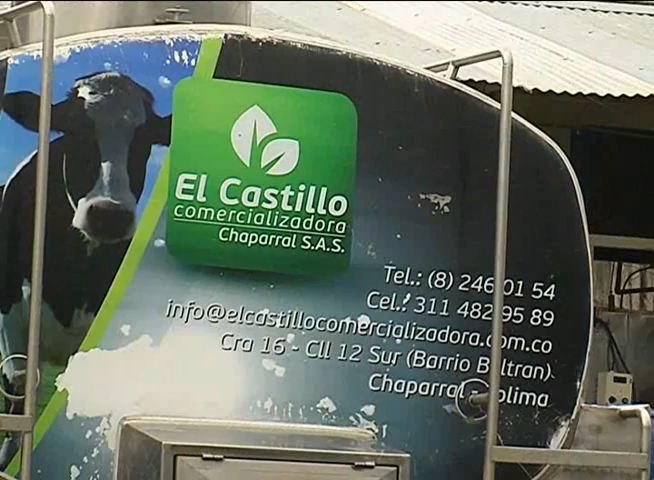 El Castillo
comercializadora
Chaparral S.A.S.
Tel.: (8) 246 01 54
Cel.: 311 482 95 89
info@elcastillocomercializadora.com.co
Cra 16 - Cll 12 Sur (Barrio Beltran)
Chaparral - Tolima